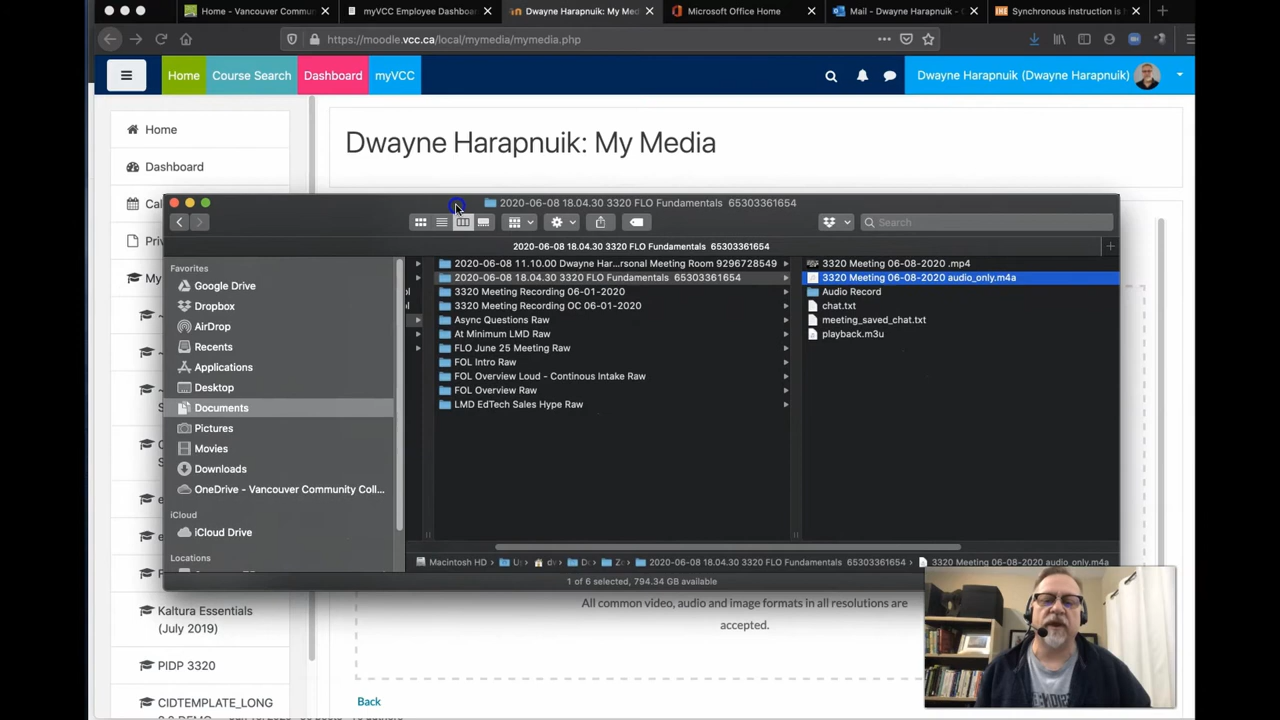 Home - Vancouver Community
myVCC Employee Dashboa
Dwayne Harapnuik: My Med
Microsoft Office Home
Mail - Dwayne Harapnuik -
Synchronous instruction is
https://moodle.vcc.ca/local/mymedia/mymedia.php
Home
Course Search
Dashboard
myVCC
Dwayne Harapnuik (Dwayne Harapnuik)
Home
Dashboard
Cal
Priv
My
Dwayne Harapnuik: My Media
2020-06-08 18.04.30 3320 FLO Fundamentals 65303361654
Search
2020-06-08 18.04.30 3320 FLO Fundamentals 65303361654
Favorites
Google Drive
Dropbox
AirDrop
Recents
Applications
Desktop
Documents
Pictures
Movies
Downloads
OneDrive - Vancouver Community Coll...
iCloud
iCloud Drive
Locations
2020-06-08 11.10.00 Dwayne Har...rsonal Meeting Room 9296728549
2020-06-08 18.04.30 3320 FLO Fundamentals 65303361654
3320 Meeting Recording 06-01-2020
3320 Meeting Recording OC 06-01-2020
Async Questions Raw
At Minimum LMD Raw
FLO June 25 Meeting Raw
FOL Intro Raw
FOL Overview Loud - Continous Intake Raw
FOL Overview Raw
LMD EdTech Sales Hype Raw
3320 Meeting 06-08-2020 .mp4
3320 Meeting 06-08-2020 audio_only.m4a
Audio Record
chat.txt
meeting_saved_chat.txt
playback.m3u
Macintosh HD
2020-06-08 18.04.30 3320 FLO Fundamentals 65303361654
3320 Meeting 06-08-2020 audio_only.m4a
1 of 6 selected, 794.34 GB available
All common video, audio and image formats in all resolutions are
accepted.
Back
Kaltura Essentials
(July 2019)
PIDP 3320
CIDTEMPLATE_LONG